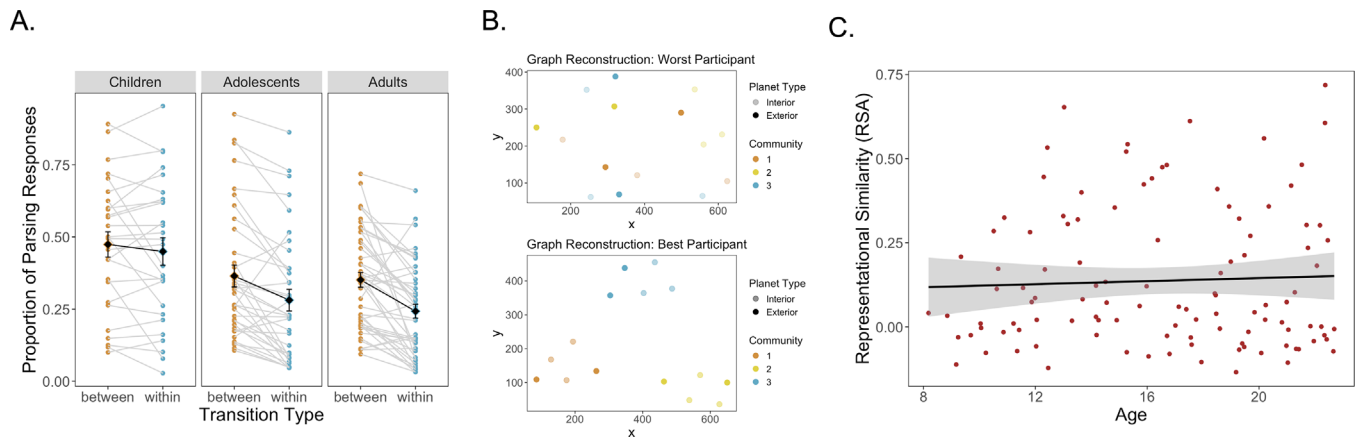 A.
Children Adolescents Adults
Proportion of Parsing Responses
0.75
0.50
0.25
0.00
between within between within between within
Transition Type
B.
Graph Reconstruction: Worst Participant
y
400
300
200
100
200 400 600
x
Planet Type
Interior
Exterior
Community
1
2
3
Graph Reconstruction: Best Participant
y
400
300
200
100
200 400 600
x
Planet Type
Interior
Exterior
Community
1
2
3
C.
Representational Similarity (RSA)
0.75
0.50
0.25
0.00
8 12 16 20
Age